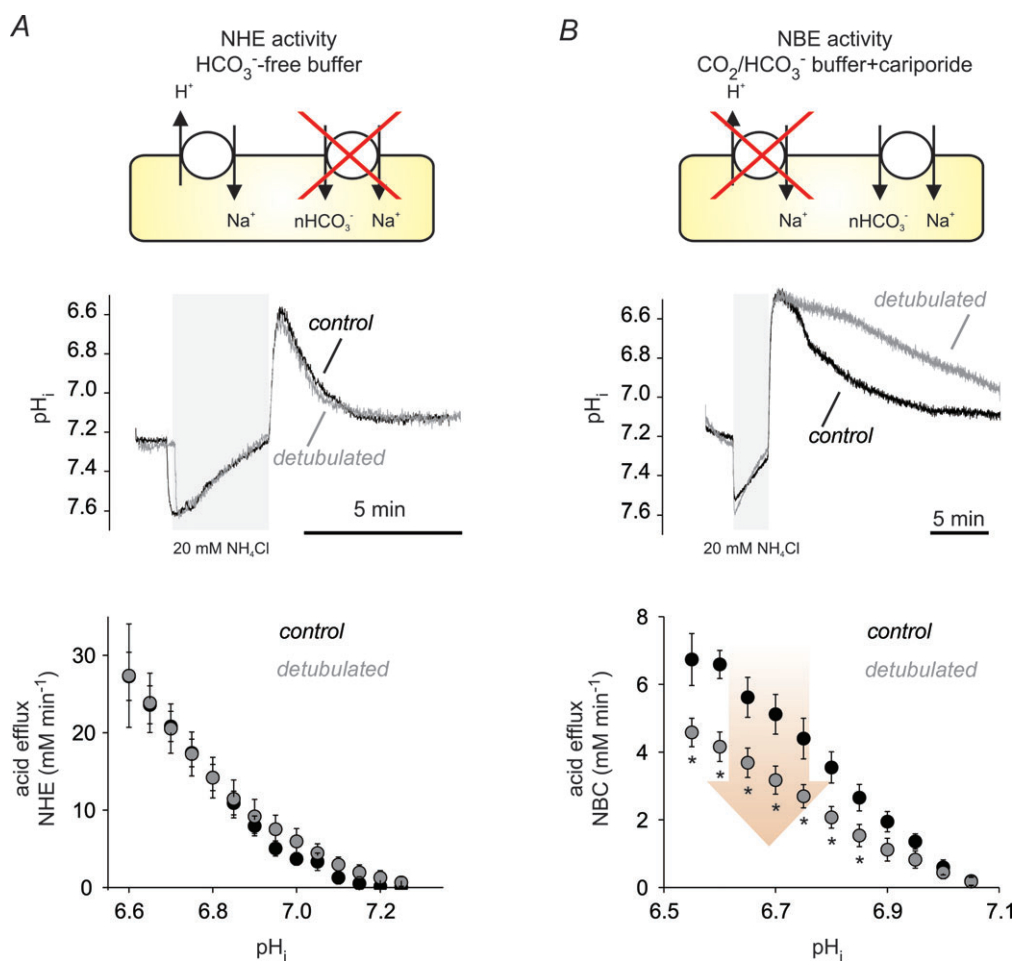 A
NHE activity
HCO₃⁻-free buffer
H⁺
Na⁺
nHCO₃⁻
Na⁺
pHᵢ
6.6
6.8
7.0
7.2
7.4
7.6
control
detubulated
5 min
20 mM NH₄Cl
acid efflux
NHE (mM min⁻¹)
30
20
10
0
control
detubulated
6.6
6.8
7.0
7.2
pHᵢ
B
NBE activity
CO₂/HCO₃⁻ buffer+cariporide
H⁺
Na⁺
nHCO₃⁻
Na⁺
pHᵢ
6.6
6.8
7.0
7.2
7.4
7.6
detubulated
control
5 min
20 mM NH₄Cl
acid efflux
NBC (mM min⁻¹)
8
6
4
2
0
control
detubulated
* * * * * * *
6.5
6.7
6.9
7.1
pHᵢ